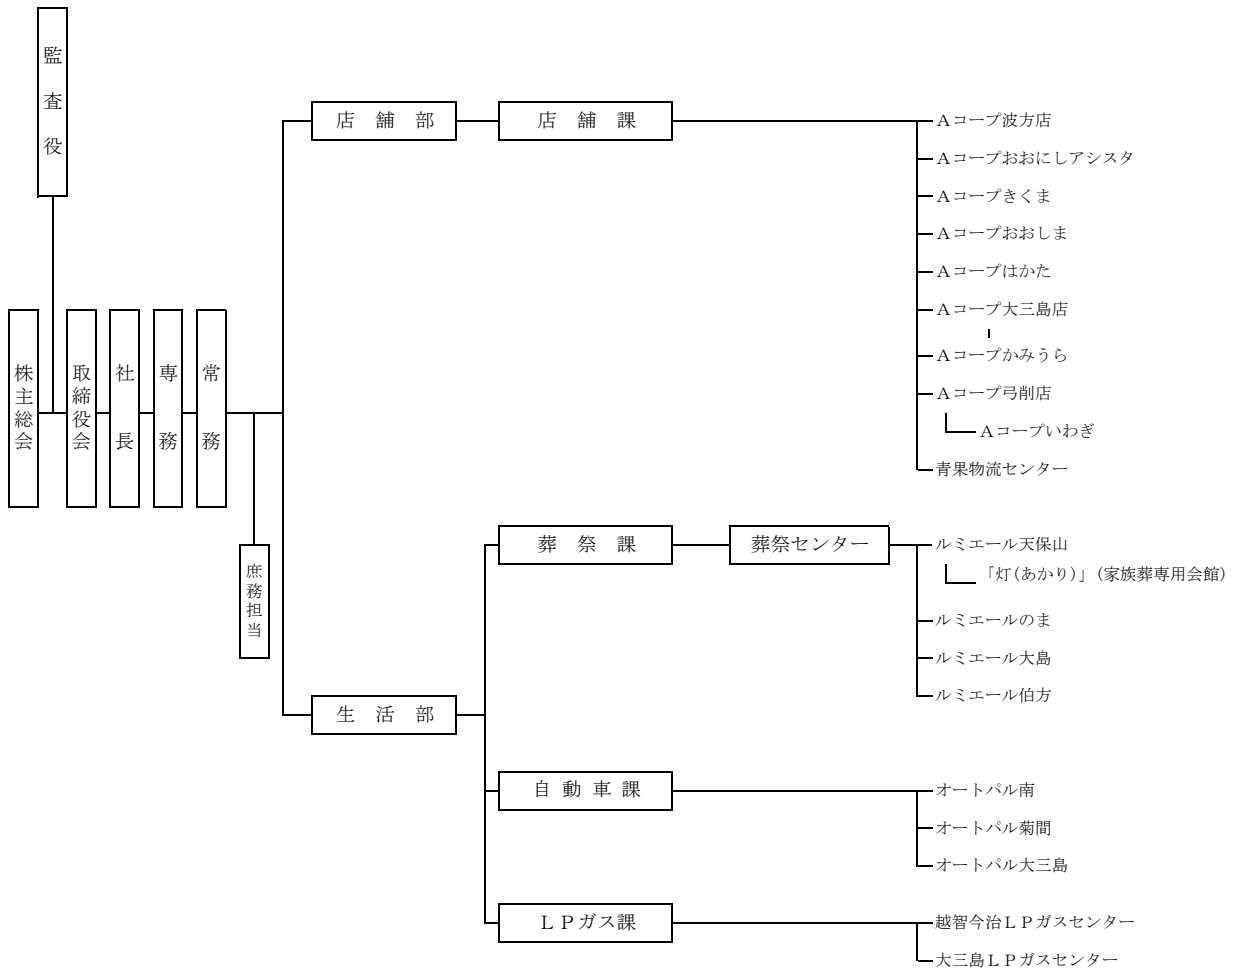 監査役
株主総会
取締役会
社長
専務
常務
庶務担当
店舗部
店舗課
Aコープ波方店
Aコープおおにしアシスタ
Aコープきくま
Aコープおおしま
Aコープはかた
Aコープ大三島店
Aコープかみうら
Aコープ弓削店
Aコープいわぎ
青果物流センター
生活部
葬祭課
葬祭センター
ルミエール天保山
「灯(あかり)」(家族葬専用会館)
ルミエールのま
ルミエール大島
ルミエール伯方
自動車課
オートパル南
オートパル菊間
オートパル大三島
LPガス課
越智今治LPガスセンター
大三島LPガスセンター